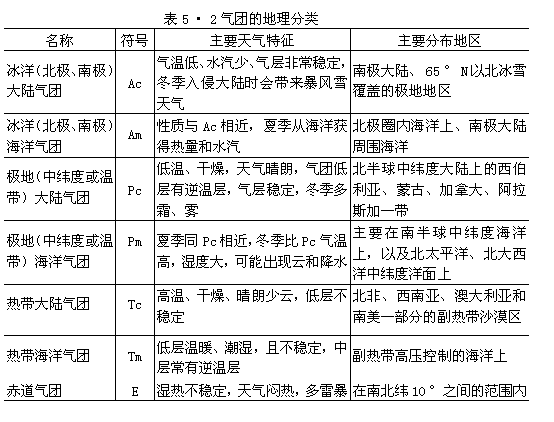 表5·2气团的地理分类
名称 符号 主要天气特征 主要分布地区
冰洋(北极、南极) 大陆气团 Ac 气温低、水汽少、气层非常稳定，
冬季入侵大陆时会带来暴风雪
天气 南极大陆、65°N以北冰雪
覆盖的极地地区
冰洋(北极、南极)
海洋气团 Am 性质与Ac相近，夏季从海洋获
得热量和水汽 北极圈内海洋上、南极大陆
周围海洋
极地(中纬度或温
带)大陆气团 Pc 低温、干燥，天气晴朗，气团低
层有逆温层，气层稳定，冬季多
霜、雾 北半球中纬度大陆上的西伯
利亚、蒙古、加拿大、阿拉
斯加一带
极地(中纬度或温
带)海洋气团 Pm 夏季同Pc相近，冬季比Pc气温
高，湿度大，可能出现云和降水 主要在南半球中纬度海洋
上，以及北太平洋、北大西
洋中纬度洋面上
热带大陆气团 Tc 高温、干燥、晴朗少云，低层不
稳定 北非、西南亚、澳大利亚和
南美一部分的副热带沙漠区
热带海洋气团 Tm 低层温暖、潮湿，且不稳定，中
层常有逆温层 副热带高压控制的海洋上
赤道气团 E 湿热不稳定，天气闷热，多雷暴 在南北纬10°之间的范围内